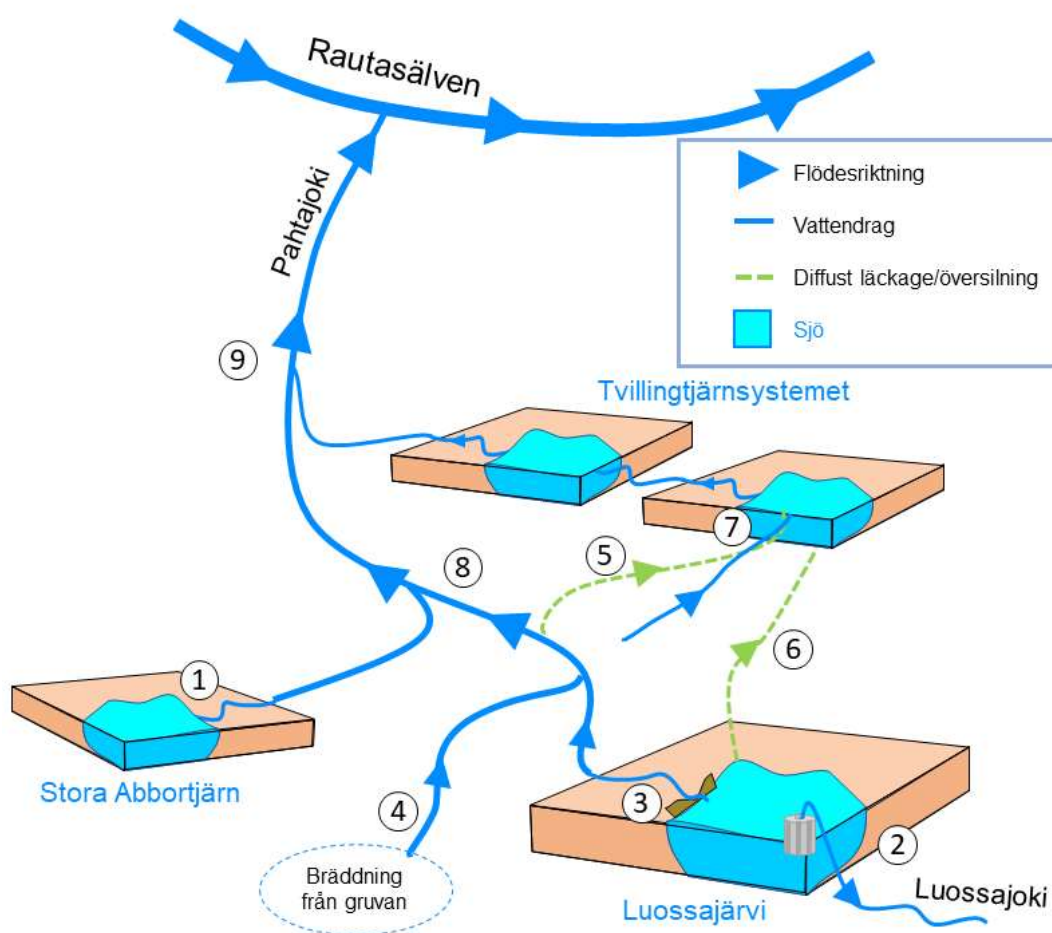 Rautasälven
Pahtajoki
Flödesriktning
Vattendrag
Diffust läckage/översilning
Sjö
9
Tvillingtjärnsystemet
7
5
8
6
1
Stora Abbortjärn
3
4
2
Bräddning
från gruvan
Luossajärvi
Luossajoki